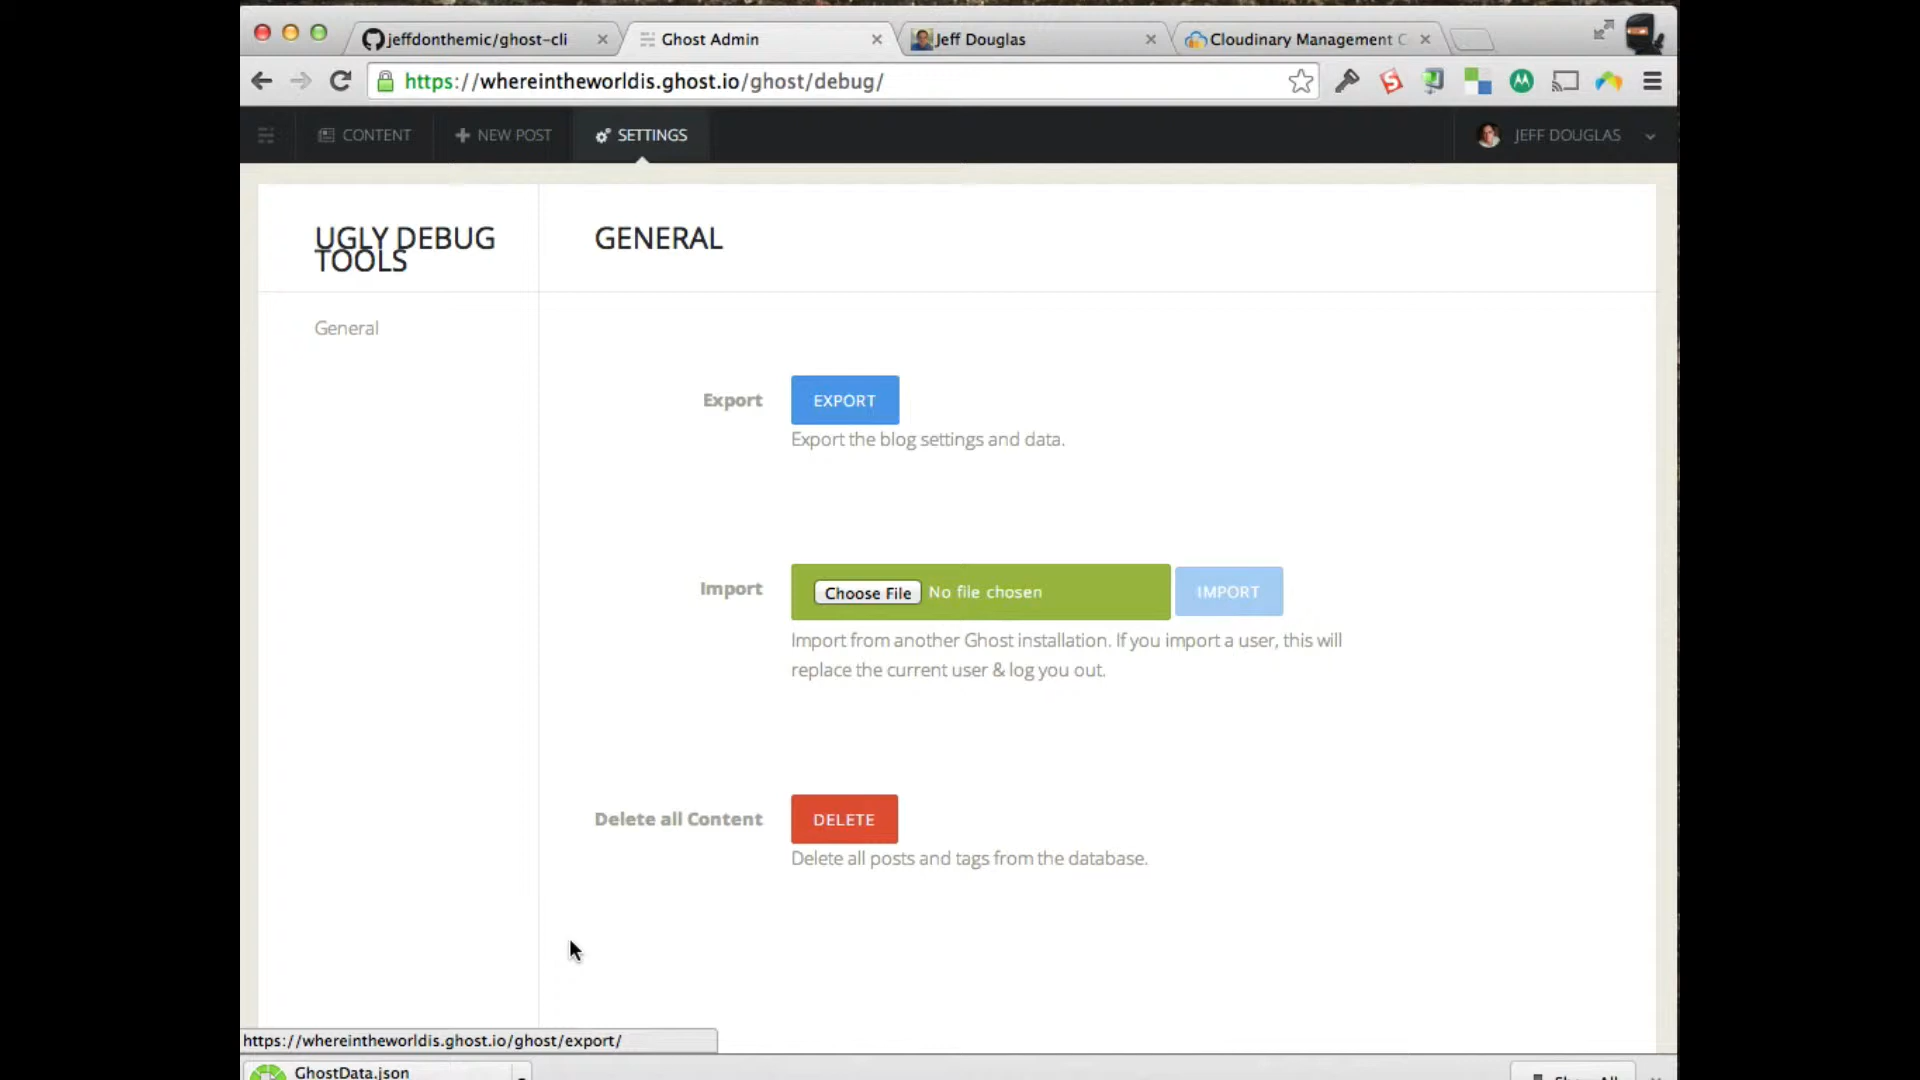 jeffdonthemic/ghost-cli
Ghost Admin
Jeff Douglas
Cloudinary Management C
https://whereintheworldis.ghost.io/ghost/debug/
CONTENT
NEW POST
SETTINGS
JEFF DOUGLAS
UGLY DEBUG
TOOLS
GENERAL
General
Export
EXPORT
Export the blog settings and data.
Import
Choose File
No file chosen
IMPORT
Import from another Ghost installation. If you import a user, this will
replace the current user & log you out.
Delete all Content
DELETE
Delete all posts and tags from the database.
https://whereintheworldis.ghost.io/ghost/export/
GhostData.json
Show All